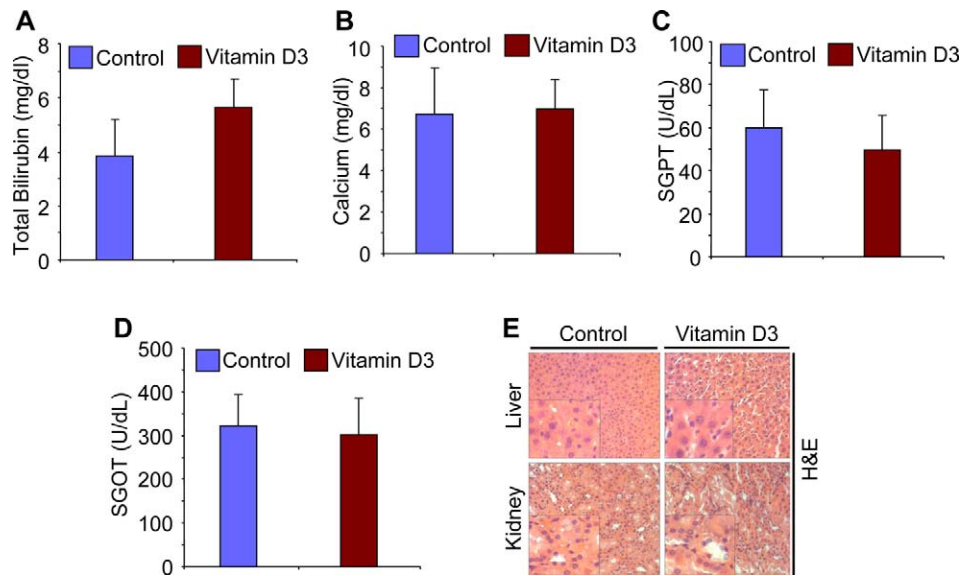 A
Control Vitamin D3
Total Bilirubin (mg/dl)
8
6
4
2
0
B
Control Vitamin D3
Calcium (mg/dl)
10
8
6
4
2
0
C
Control Vitamin D3
SGPT (U/dL)
100
80
60
40
20
0
D
Control Vitamin D3
SGOT (U/dL)
500
400
300
200
100
0
E
Control Vitamin D3
Liver
Kidney
H&E